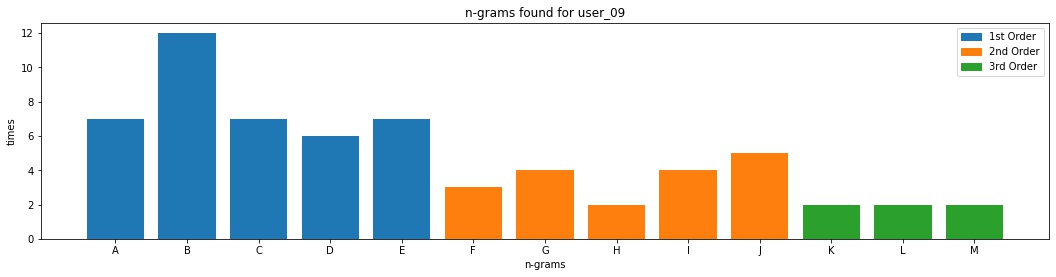 n-grams found for user_09
12
10
8
6
4
2
0
times
1st Order
2nd Order
3rd Order
A B C D E F G H I J K L M
n-grams